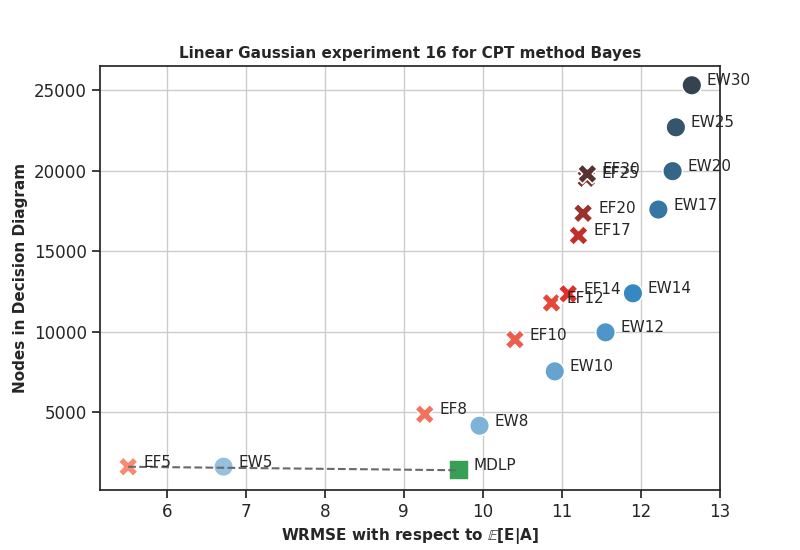 Linear Gaussian experiment 16 for CPT method Bayes
Nodes in Decision Diagram
25000
20000
15000
10000
5000
EW30
EW25
EF30
EF25
EW20
EF20
EW17
EF17
EF14
EW14
EF12
EW12
EF10
EW10
EF8
EW8
EF5
EW5
MDLP
6
7
8
9
10
11
12
13
WRMSE with respect to 𝔼[E|A]